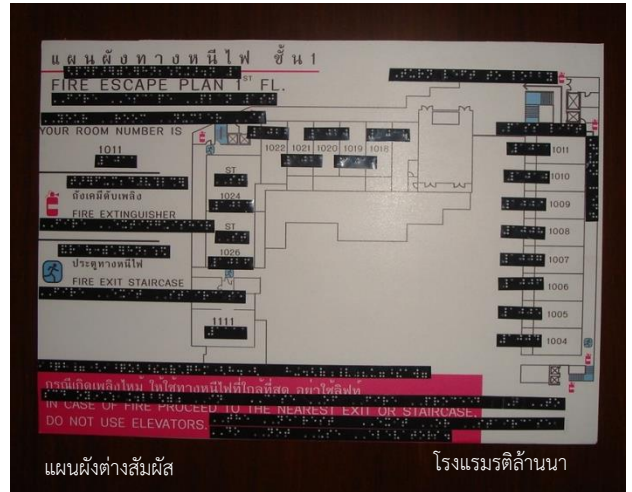 แผนผังทางหนีไฟ ชั้น 1
FIRE ESCAPE PLAN 1ST FL.
YOUR ROOM NUMBER IS
1011
ถังเคมีดับเพลิง
FIRE EXTINGUISHER
ประตูทางหนีไฟ
FIRE EXIT STAIRCASE
1022 1021 1020 1019 1018
ST
1024
ST
1026
1111
1011
1010
1009
1008
1007
1006
1005
1004
กรณีเกิดเพลิงไหม้ ให้ใช้ทางหนีไฟที่ใกล้ที่สุด อย่าใช้ลิฟท์
IN CASE OF FIRE PROCEED TO THE NEAREST EXIT OR STAIRCASE.
DO NOT USE ELEVATORS.
แผนผังต่างสัมผัส
โรงแรมรติล้านนา